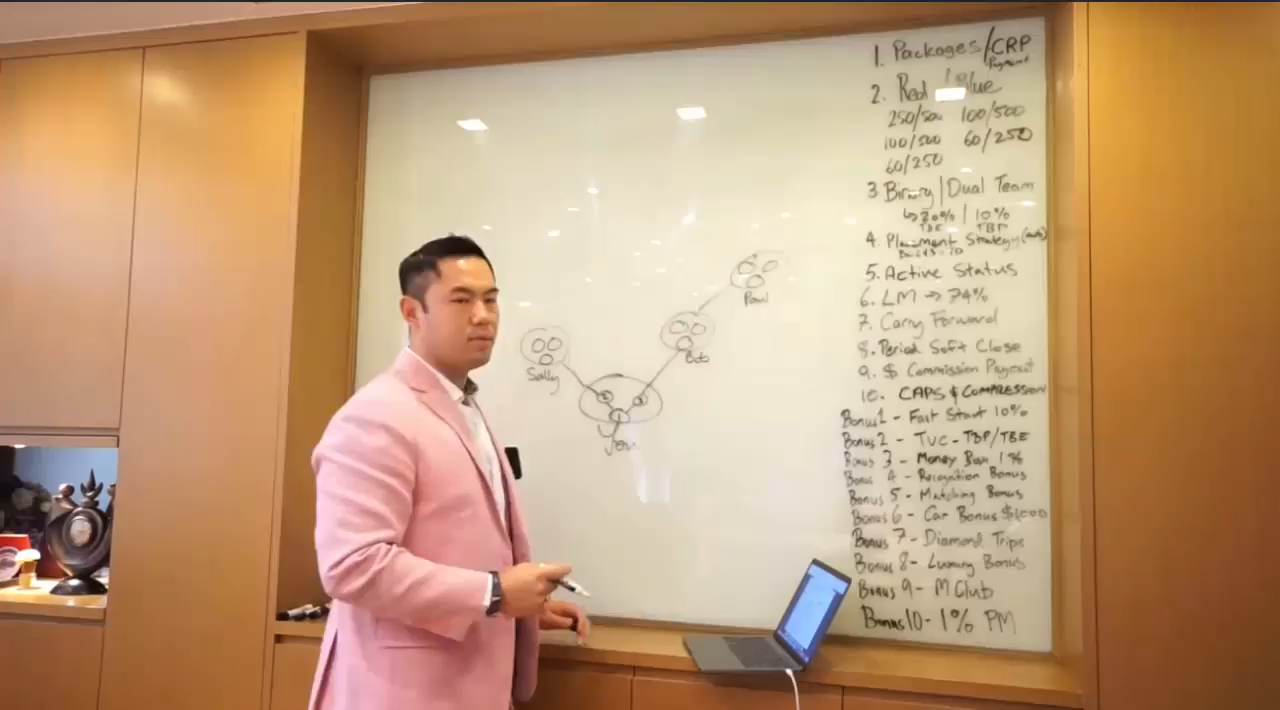 Sally
You
Bob
Paul
1. Packages/CRP
Payment
2. Red / Blue
250/500 100/500
100/500 60/250
60/250
3 Binary/Dual Team
↳20% | 10%
TBE TBP
4. Placement Strategy
5. Active Status
6. LM → 74%
7. Carry Forward
8. Period Soft Close
9. $ Commission Payout
10. CAPS & COMPRESSION
Bonus 1 - Fast Start 10%
Bonus 2 - TVC - TBP/TBE
Bonus 3 - Money Box 1%
Bonus 4 - Recognition Bonus
Bonus 5 - Matching Bonus
Bonus 6 - Car Bonus $1000
Bonus 7 - Diamond Trips
Bonus 8 - Luxury Bonus
Bonus 9 - M Club
Bonus 10 - 1% PM